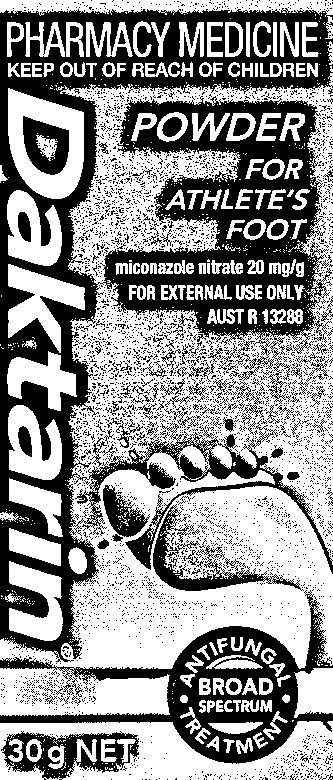 PHARMACY MEDICINE
KEEP OUT OF REACH OF CHILDREN
Daktarin®
POWDER
FOR
ATHLETE'S
FOOT
miconazole nitrate 20 mg/g
FOR EXTERNAL USE ONLY
AUST R 13288
ANTIFUNGAL
BROAD
SPECTRUM
TREATMENT
30 g NET